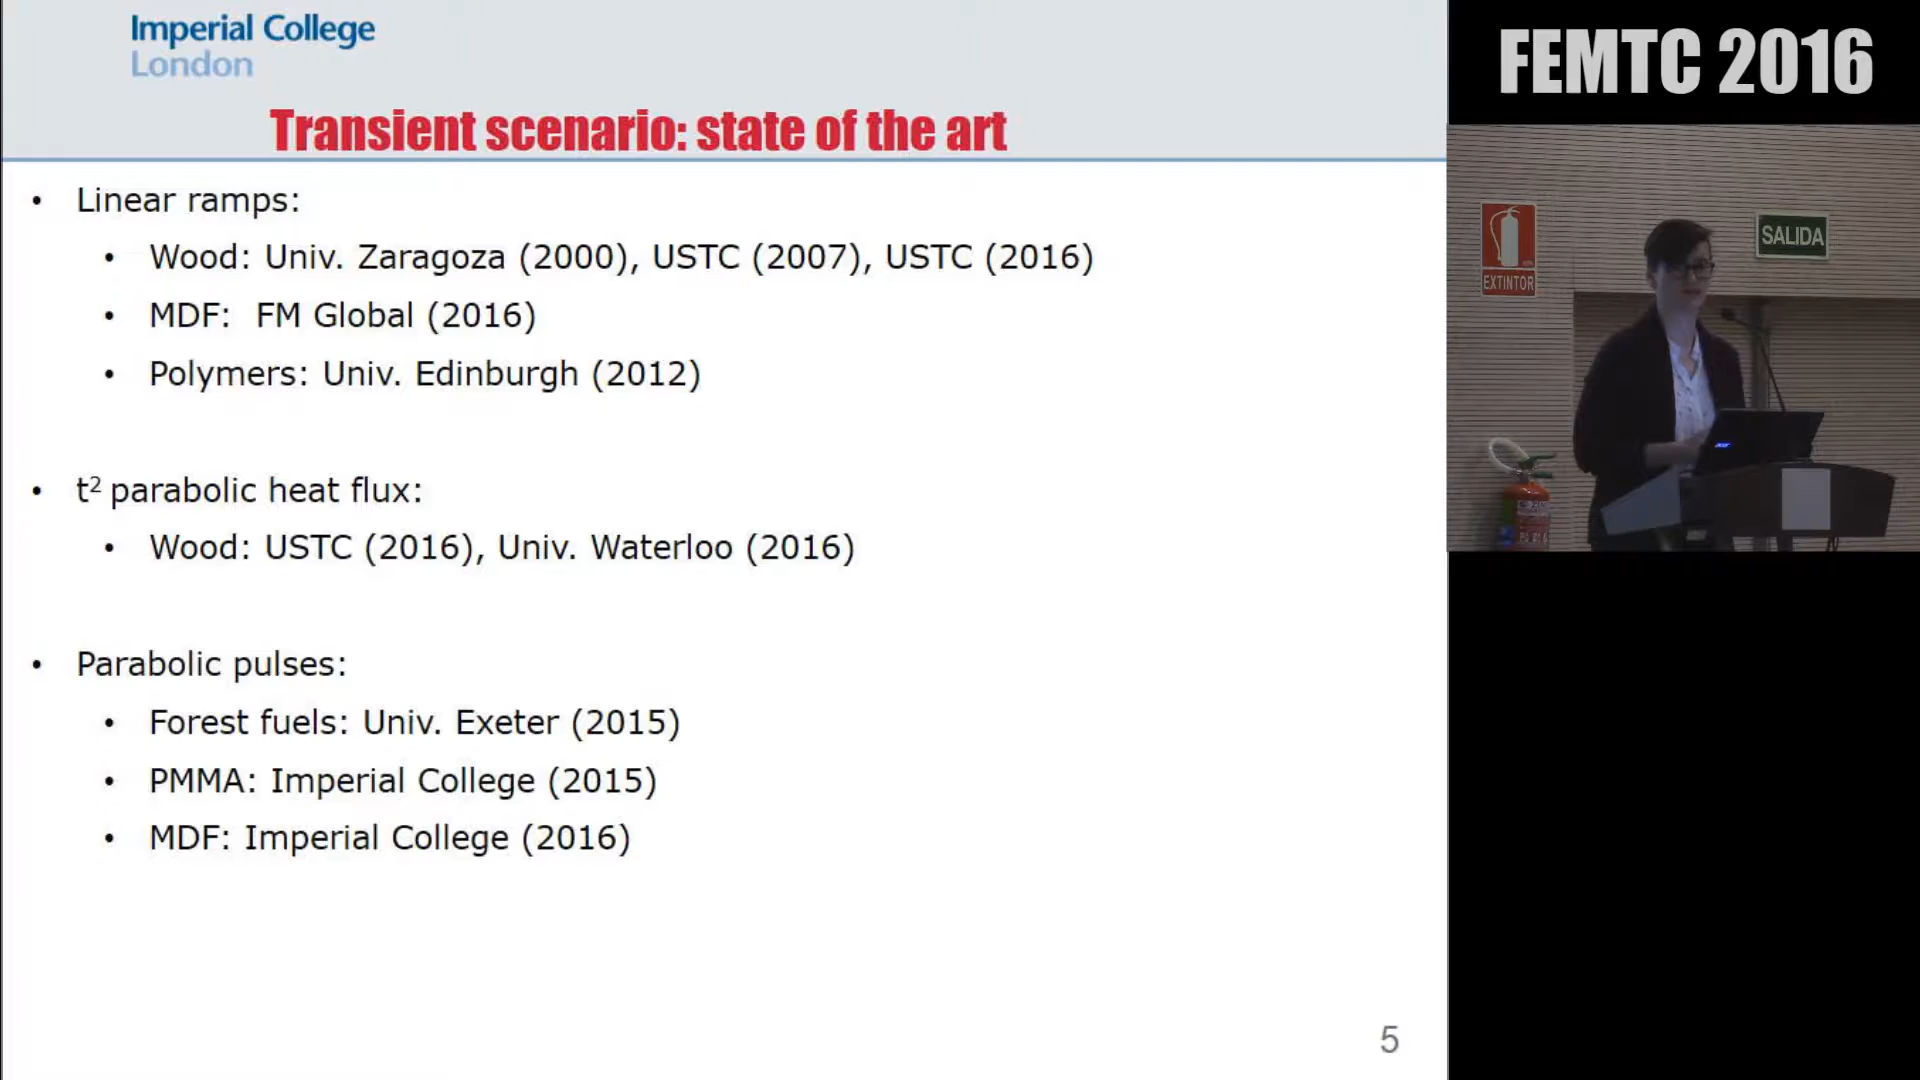 Imperial College
London
Transient scenario: state of the art
• Linear ramps:
• Wood: Univ. Zaragoza (2000), USTC (2007), USTC (2016)
• MDF: FM Global (2016)
• Polymers: Univ. Edinburgh (2012)
• t² parabolic heat flux:
• Wood: USTC (2016), Univ. Waterloo (2016)
• Parabolic pulses:
• Forest fuels: Univ. Exeter (2015)
• PMMA: Imperial College (2015)
• MDF: Imperial College (2016)
5
FEMTC 2016
SALIDA
EXTINTOR
acer